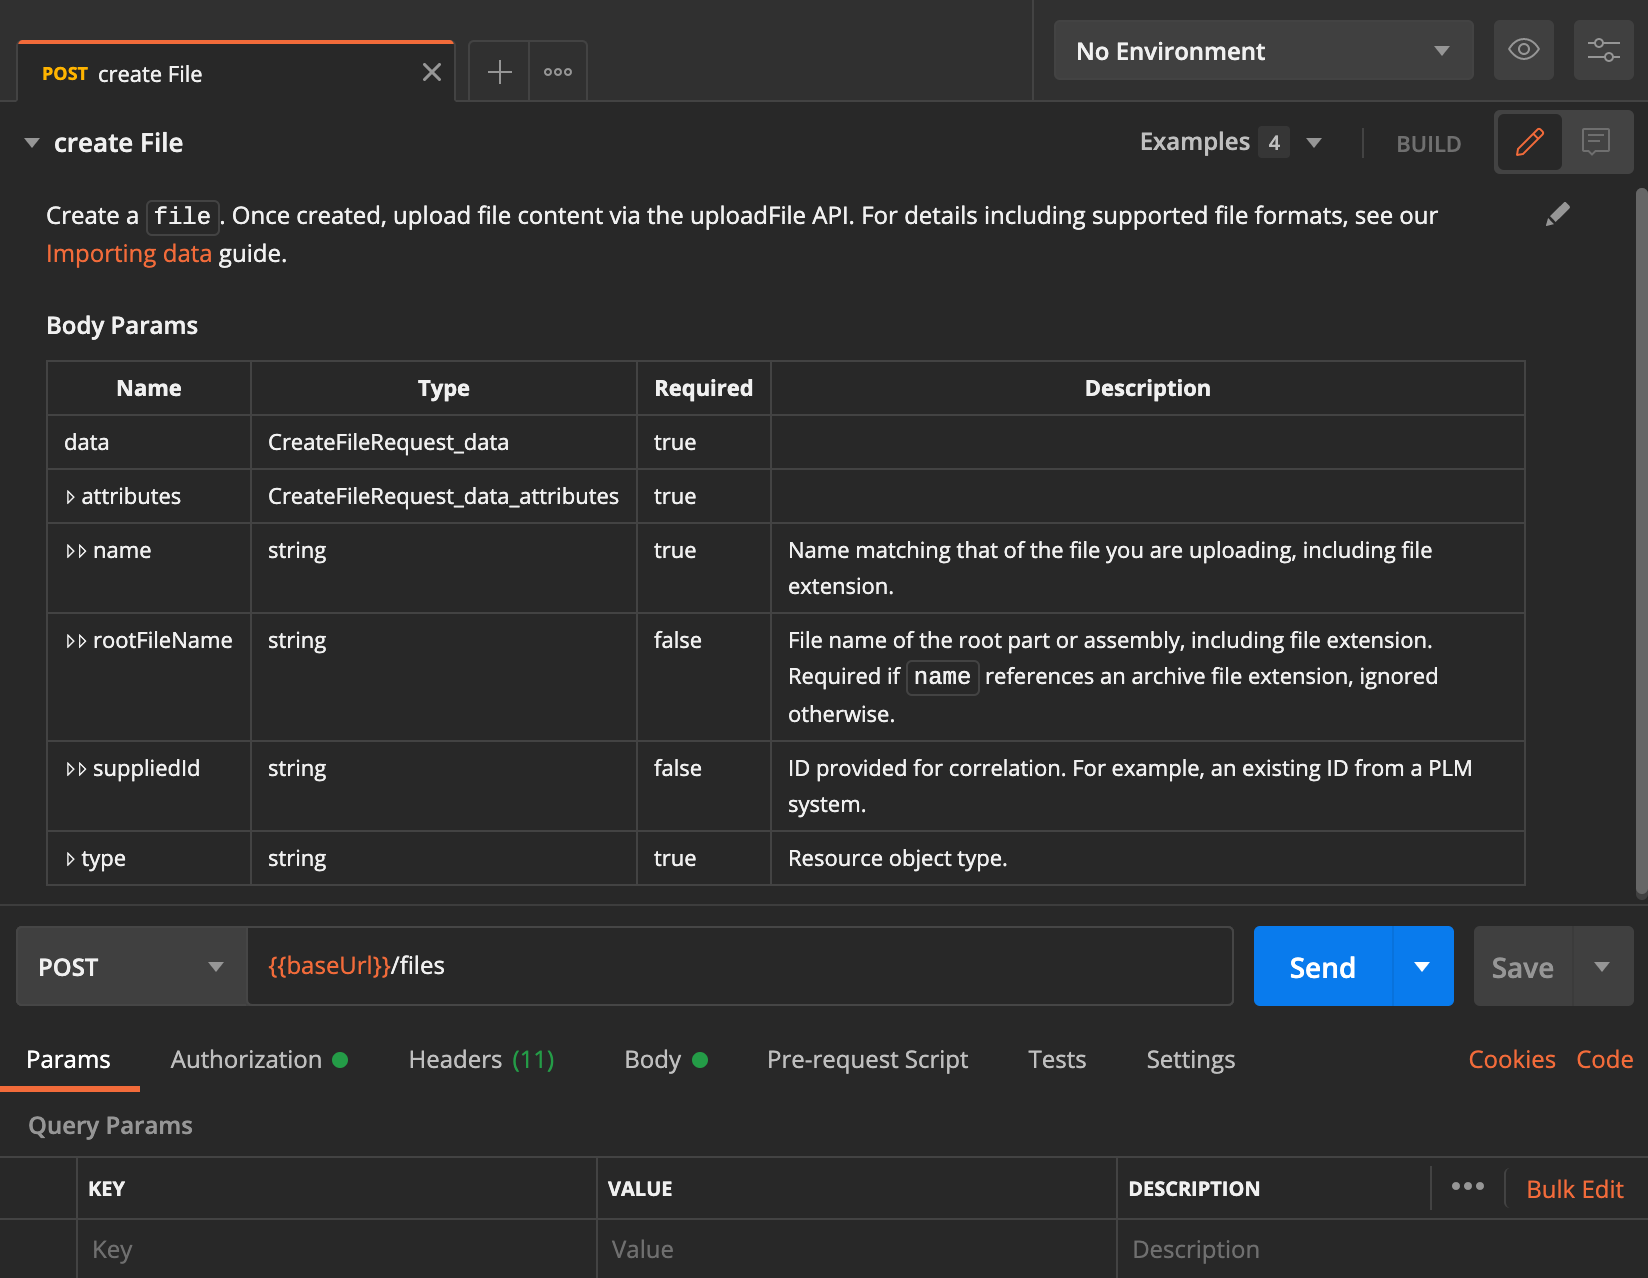 POST create File
No Environment
create File
Examples 4
BUILD
Create a file. Once created, upload file content via the uploadFile API. For details including supported file formats, see our
Importing data guide.
Body Params
Name Type Required Description
data CreateFileRequest_data true
▹ attributes CreateFileRequest_data_attributes true
▹▹ name string true Name matching that of the file you are uploading, including file
extension.
▹▹ rootFileName string false File name of the root part or assembly, including file extension.
Required if name references an archive file extension, ignored
otherwise.
▹▹ suppliedId string false ID provided for correlation. For example, an existing ID from a PLM
system.
▹ type string true Resource object type.
POST {{baseUrl}}/files Send Save
Params Authorization Headers (11) Body Pre-request Script Tests Settings Cookies Code
Query Params
KEY VALUE DESCRIPTION ••• Bulk Edit
Key Value Description